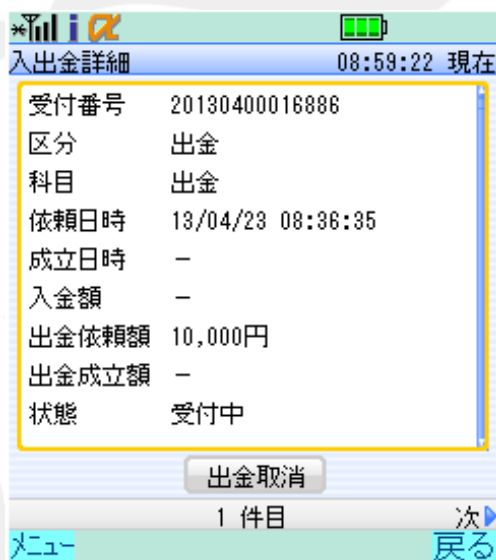 i α
入出金詳細 08:59:22 現在
受付番号 20130400016886
区分 出金
科目 出金
依頼日時 13/04/23 08:36:35
成立日時 －
入金額 －
出金依頼額 10,000円
出金成立額 －
状態 受付中
出金取消
1 件目 次
メニュー 戻る